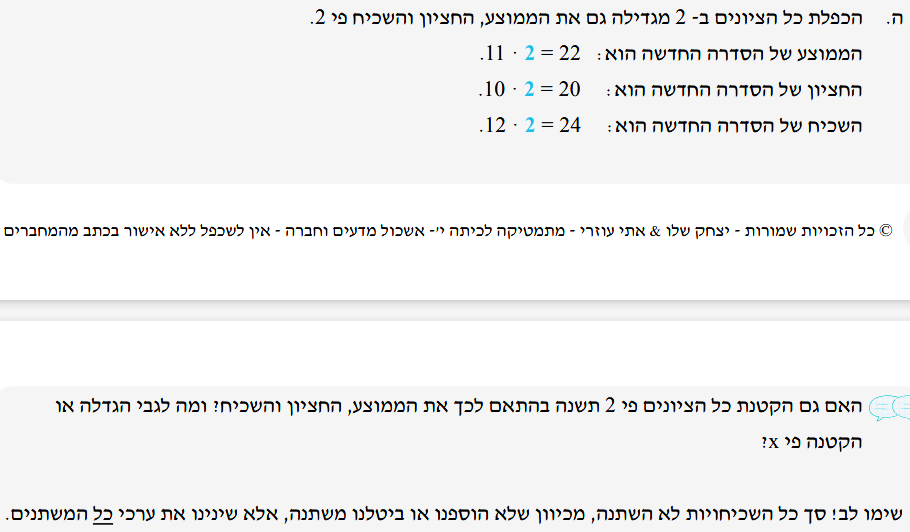 ה. הכפלת כל הציונים ב- 2 מגדילה גם את הממוצע, החציון והשכיח פי 2.
הממוצע של הסדרה החדשה הוא: 22 = 2 · 11.
החציון של הסדרה החדשה הוא: 20 = 2 · 10.
השכיח של הסדרה החדשה הוא: 24 = 2 · 12.
© כל הזכויות שמורות - יצחק שלו & אתי עוזרי - מתמטיקה לכיתה י'- אשכול מדעים וחברה - אין לשכפל ללא אישור בכתב מהמחברים
האם גם הקטנת כל הציונים פי 2 תשנה בהתאם לכך את הממוצע, החציון והשכיח? ומה לגבי הגדלה או
הקטנה פי x?
שימו לב! סך כל השכיחויות לא השתנה, מכיוון שלא הוספנו או ביטלנו משתנה, אלא שינינו את ערכי כל המשתנים.